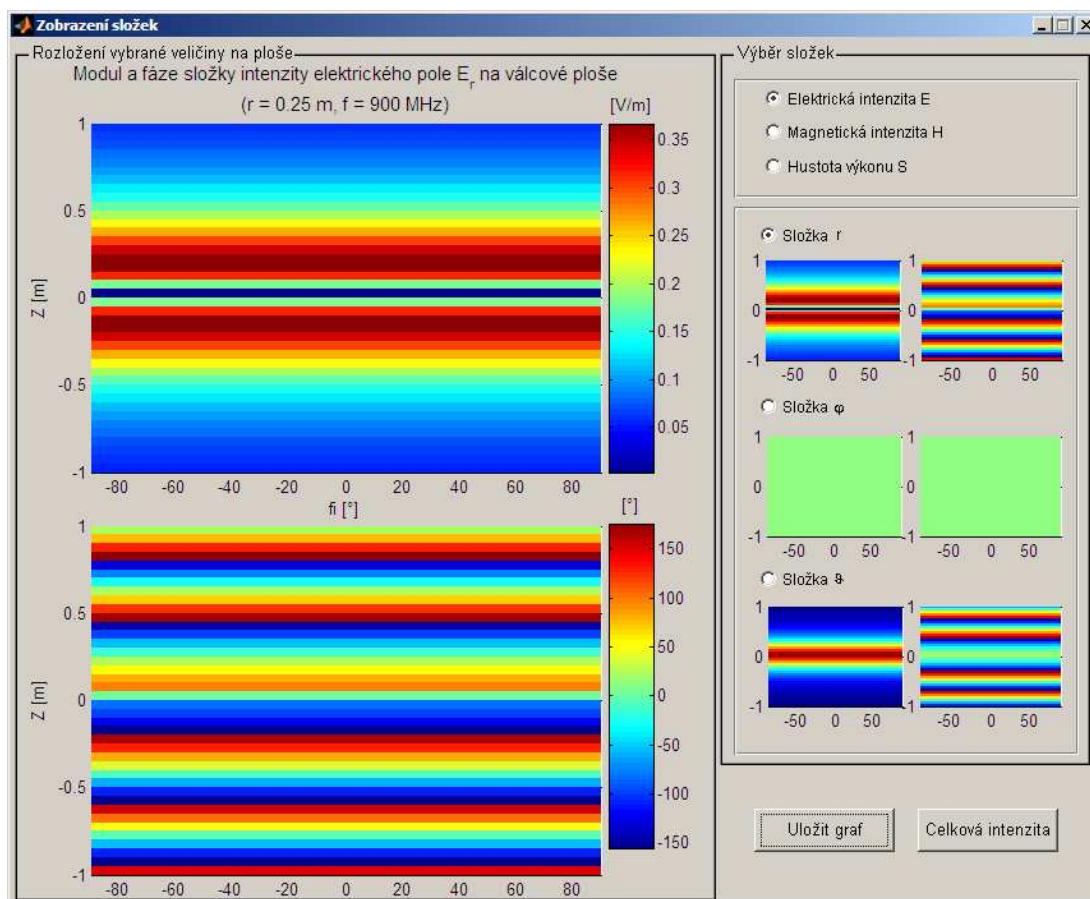 Zobrazení složek
Rozložení vybrané veličiny na ploše
Modul a fáze složky intenzity elektrického pole E_r na válcové ploše
(r = 0.25 m, f = 900 MHz)
[V/m]
1
0.5
0
-0.5
-1
Z [m]
-80 -60 -40 -20 0 20 40 60 80
fi [°]
0.35
0.3
0.25
0.2
0.15
0.1
0.05
[°]
1
0.5
0
-0.5
-1
Z [m]
-80 -60 -40 -20 0 20 40 60 80
150
100
50
0
-50
-100
-150
Výběr složek
Elektrická intenzita E
Magnetická intenzita H
Hustota výkonu S
Složka r
1 1
0 0
-1 -1
-50 0 50 -50 0 50
Složka φ
1 1
0 0
-1 -1
-50 0 50 -50 0 50
Složka ϑ
1 1
0 0
-1 -1
-50 0 50 -50 0 50
Uložit graf Celková intenzita